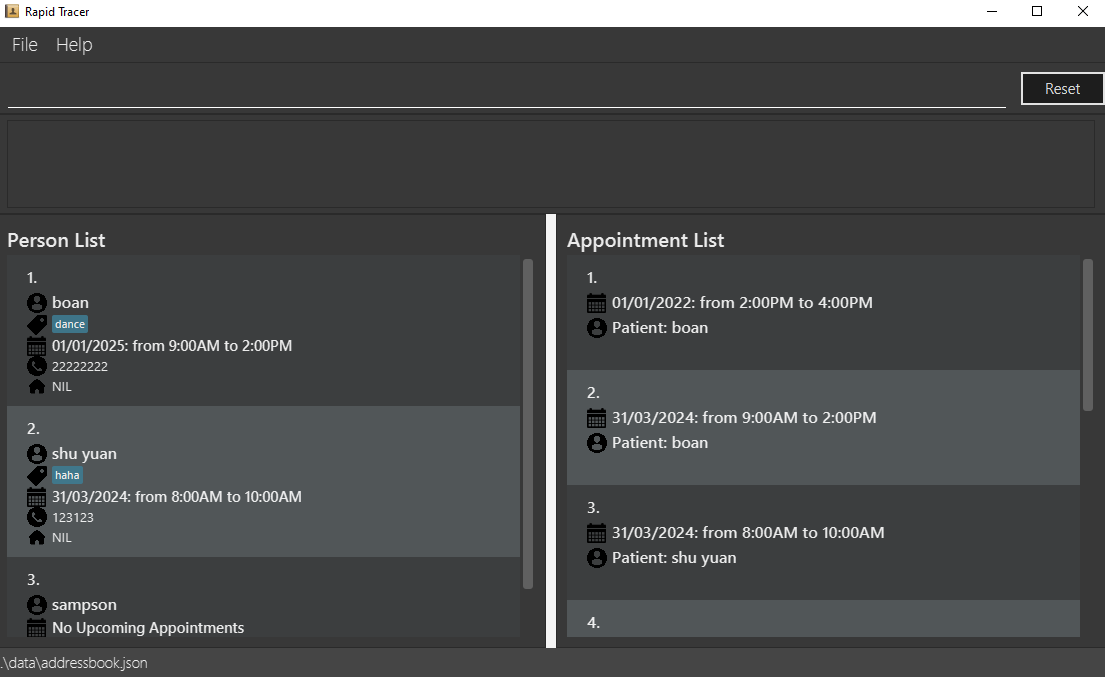 Rapid Tracer
File Help
Reset
Person List
1.
boan
dance
01/01/2025: from 9:00AM to 2:00PM
22222222
NIL
2.
shu yuan
haha
31/03/2024: from 8:00AM to 10:00AM
123123
NIL
3.
sampson
No Upcoming Appointments
Appointment List
1.
01/01/2022: from 2:00PM to 4:00PM
Patient: boan
2.
31/03/2024: from 9:00AM to 2:00PM
Patient: boan
3.
31/03/2024: from 8:00AM to 10:00AM
Patient: shu yuan
4.
.\data\addressbook.json